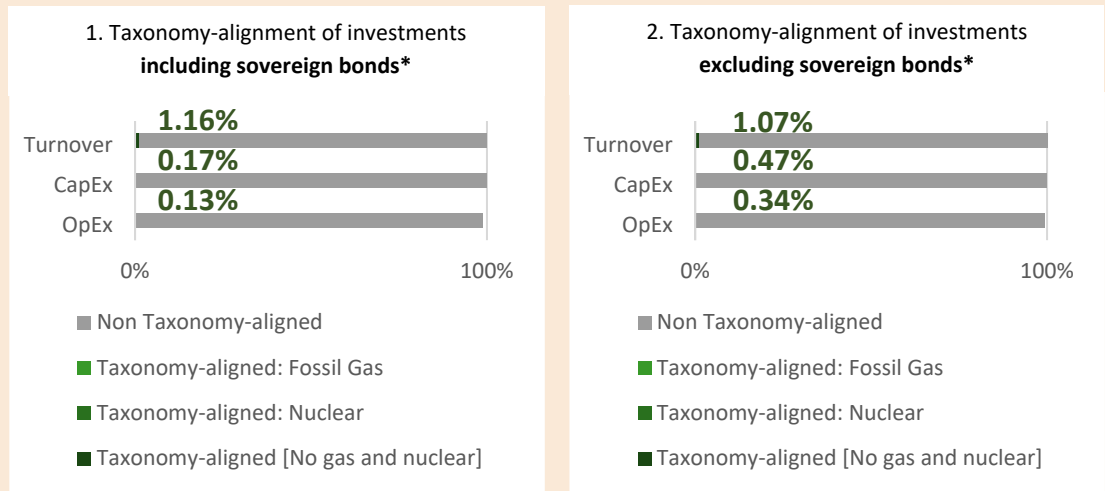 1. Taxonomy-alignment of investments
including sovereign bonds*
1.16%
Turnover
0.17%
CapEx
0.13%
OpEx
0%
100%
Non Taxonomy-aligned
Taxonomy-aligned: Fossil Gas
Taxonomy-aligned: Nuclear
Taxonomy-aligned [No gas and nuclear]
2. Taxonomy-alignment of investments
excluding sovereign bonds*
1.07%
Turnover
0.47%
CapEx
0.34%
OpEx
0%
100%
Non Taxonomy-aligned
Taxonomy-aligned: Fossil Gas
Taxonomy-aligned: Nuclear
Taxonomy-aligned [No gas and nuclear]